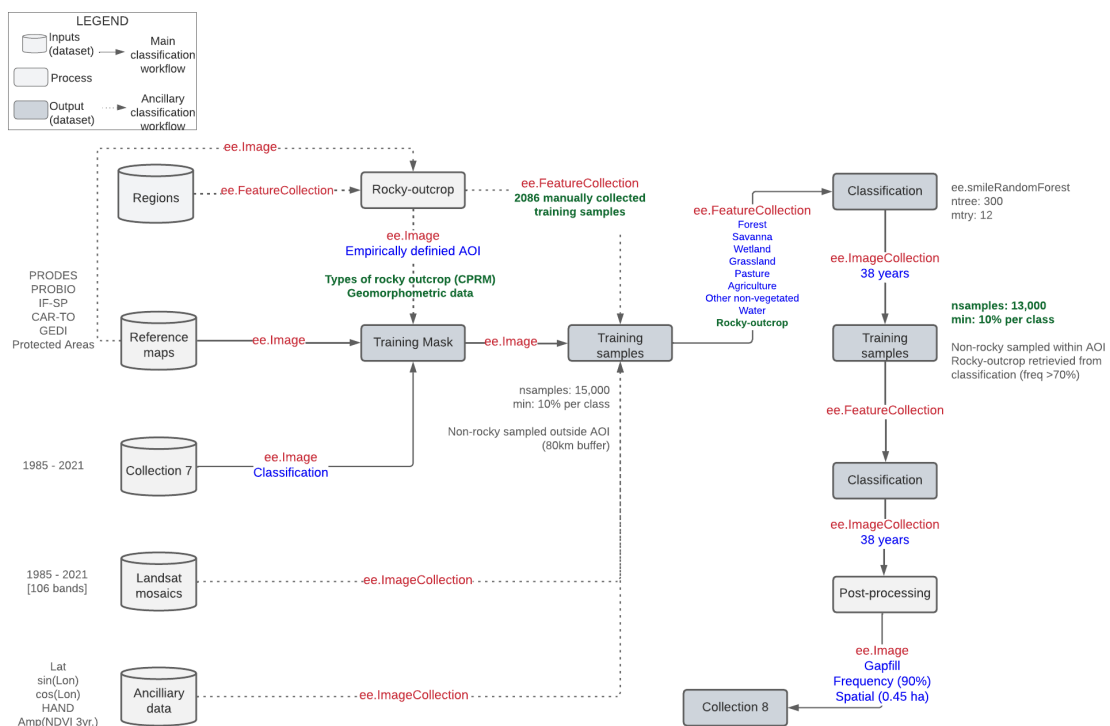 LEGEND
Inputs
(dataset)
Main
classification
workflow
Process
Output
(dataset)
Ancillary
classification
workflow
ee.Image
Regions
ee.FeatureCollection
Rocky-outcrop
ee.FeatureCollection
2086 manually collected
training samples
ee.Image
Empirically definied AOI
Types of rocky outcrop (CPRM)
Geomorphometric data
PRODES
PROBIO
IF-SP
CAR-TO
GEDI
Protected Areas
Reference
maps
ee.Image
Training Mask
ee.Image
Training
samples
nsamples: 15,000
min: 10% per class
Non-rocky sampled outside AOI
(80km buffer)
1985 - 2021
Collection 7
ee.Image
Classification
1985 - 2021
[106 bands]
Landsat
mosaics
ee.ImageCollection
Lat
sin(Lon)
cos(Lon)
HAND
Amp(NDVI 3yr.)
Ancilliary
data
ee.ImageCollection
ee.FeatureCollection
Forest
Savanna
Wetland
Grassland
Pasture
Agriculture
Other non-vegetated
Water
Rocky-outcrop
Classification
ee.smileRandomForest
ntree: 300
mtry: 12
ee.ImageCollection
38 years
Training
samples
nsamples: 13,000
min: 10% per class
Non-rocky sampled within AOI
Rocky-outcrop retrievied from
classification (freq >70%)
ee.FeatureCollection
Classification
ee.ImageCollection
38 years
Post-processing
ee.Image
Gapfill
Frequency (90%)
Spatial (0.45 ha)
Collection 8